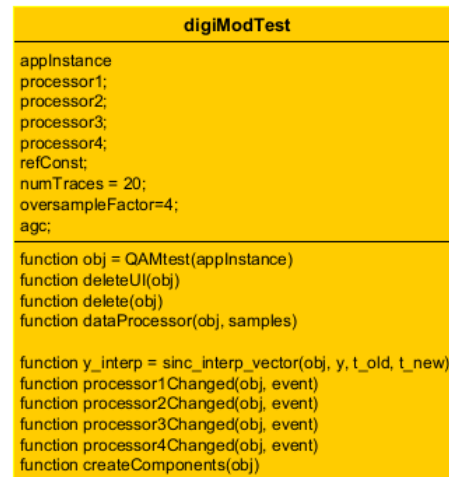 digiModTest
appInstance
processor1;
processor2;
processor3;
processor4;
refConst;
numTraces = 20;
oversampleFactor=4;
agc;
function obj = QAMtest(appInstance)
function deleteUI(obj)
function delete(obj)
function dataProcessor(obj, samples)
function y_interp = sinc_interp_vector(obj, y, t_old, t_new)
function processor1Changed(obj, event)
function processor2Changed(obj, event)
function processor3Changed(obj, event)
function processor4Changed(obj, event)
function createComponents(obj)